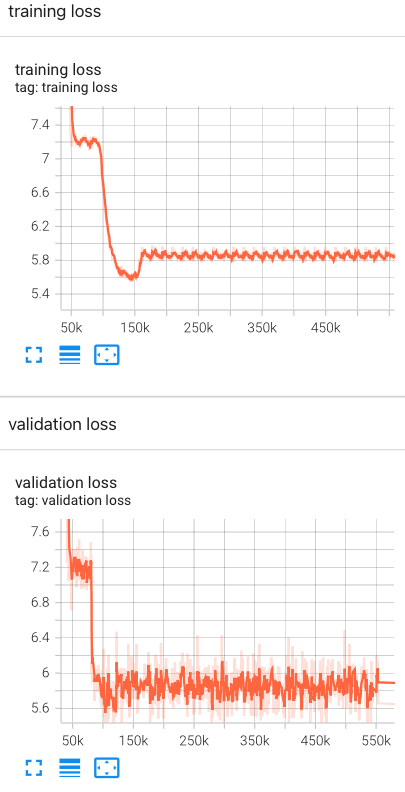 training loss
training loss
tag: training loss
7.4
7
6.6
6.2
5.8
5.4
50k 150k 250k 350k 450k
validation loss
validation loss
tag: validation loss
7.6
7.2
6.8
6.4
6
5.6
50k 150k 250k 350k 450k 550k